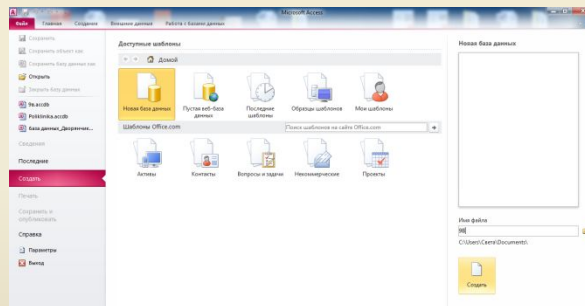 Microsoft Access
Файл Главная Создание Внешние данные Работа с базами данных
Сохранить
Сохранить объект как
Сохранить базу данных как
Открыть
Закрыть базу данных
9в.accdb
Poliklinika.accdb
Сведения
Последние
Создать
Печать
Сохранить и
опубликовать
Справка
Параметры
Выход
Доступные шаблоны
Домой
Новая база данных
Пустая веб-база
данных
Последние
шаблоны
Образцы шаблонов
Мои шаблоны
Шаблоны Office.com
Поиск шаблонов на сайте Office.com
Активы
Контакты
Вопросы и задачи
Некоммерческие
Проекты
Новая база данных
Имя файла
C:\Users\Света\Documents\
Создать